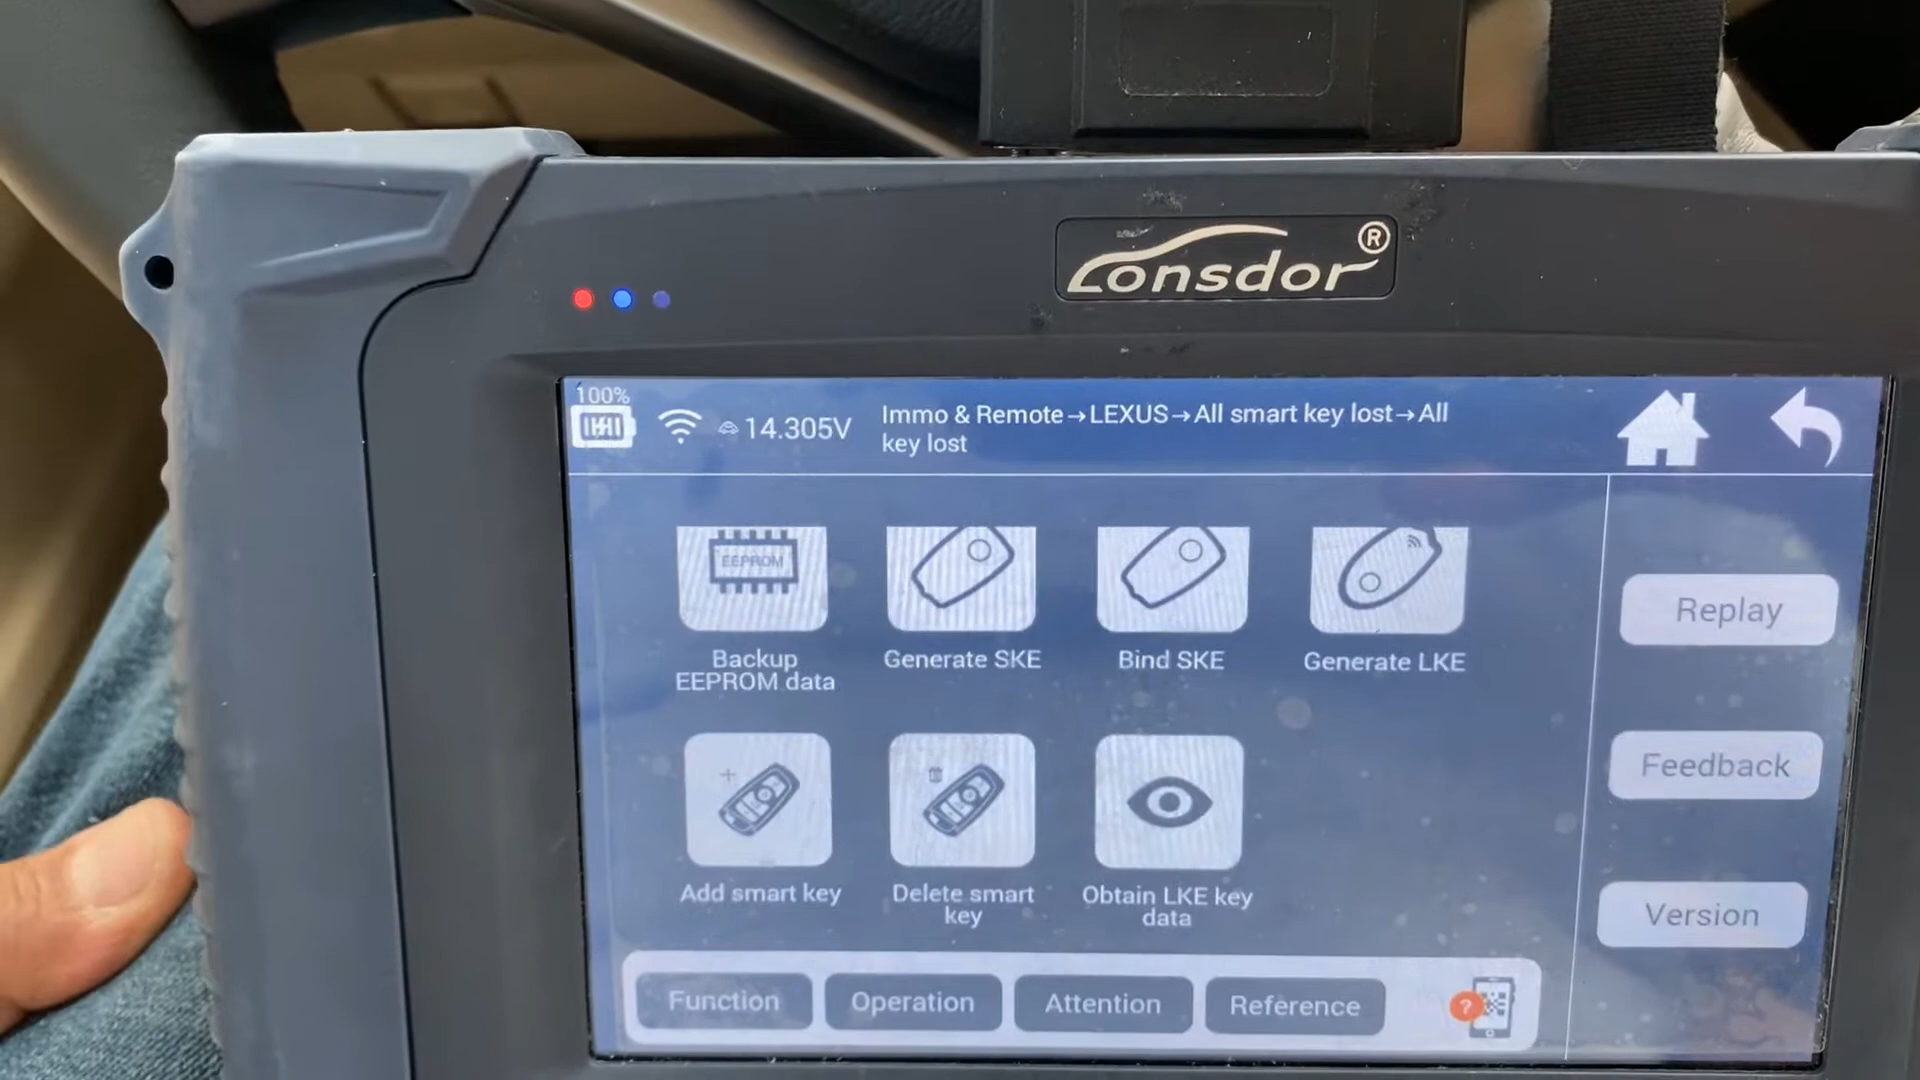 Lonsdor®
100%
14.305V
Immo & Remote→LEXUS→All smart key lost→All
key lost
EEPROM
Backup
EEPROM data
Generate SKE
Bind SKE
Generate LKE
Replay
Feedback
Version
Add smart key
Delete smart
key
Obtain LKE key
data
Function
Operation
Attention
Reference
?